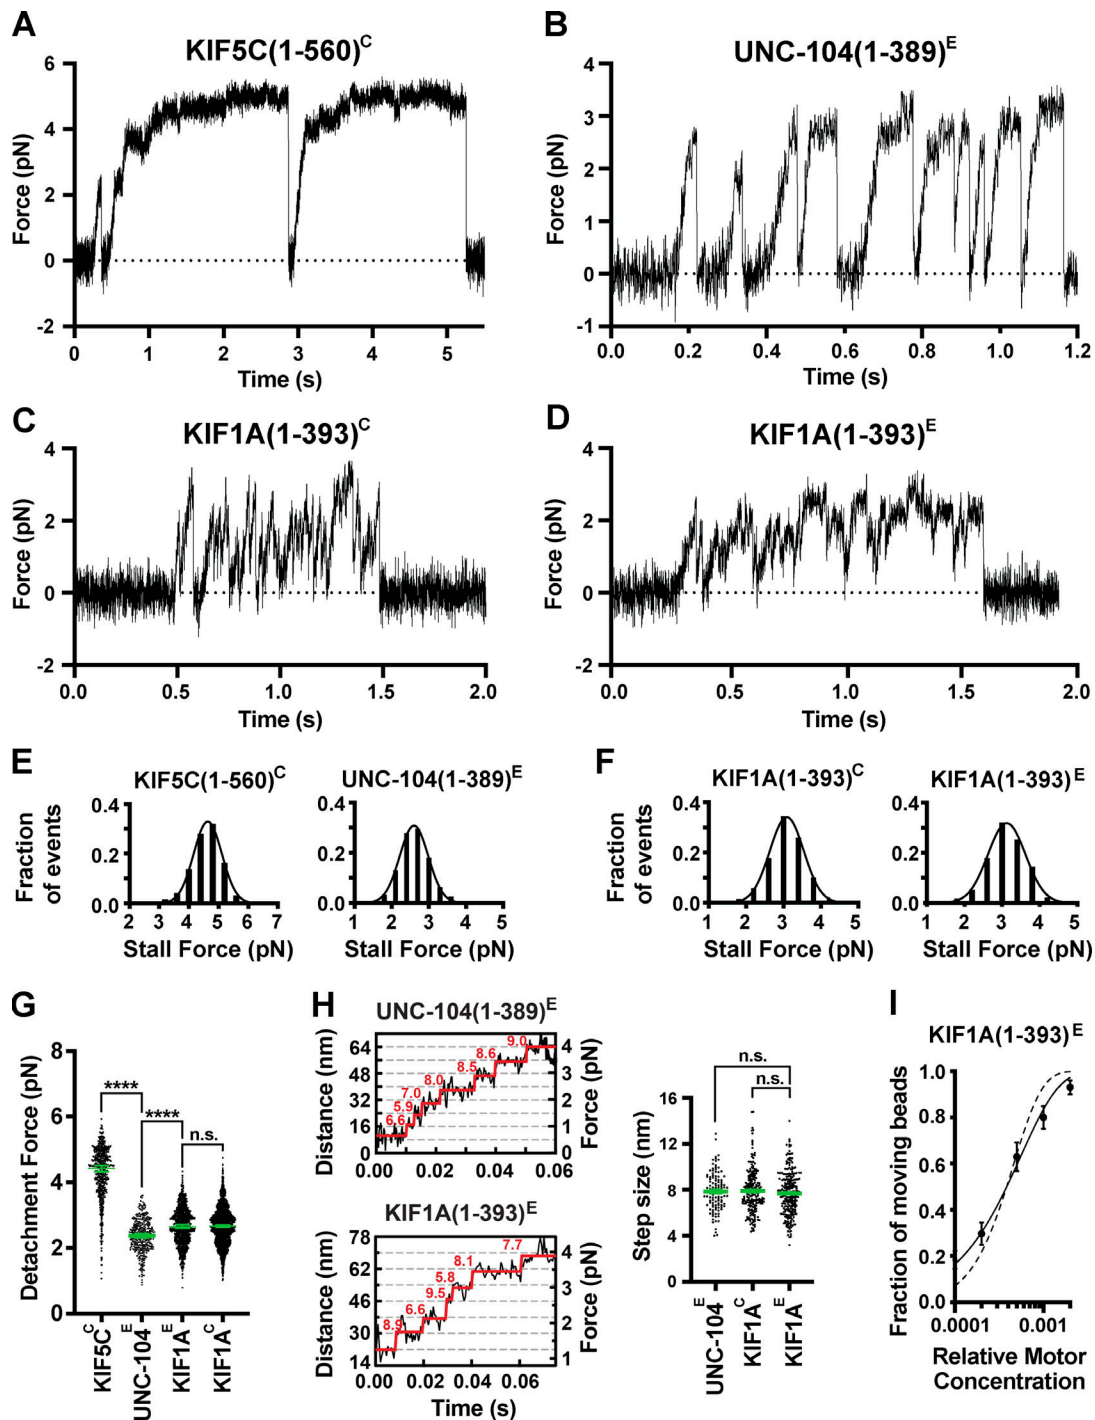 A
KIF5C(1-560)C
Force (pN)
6
4
2
0
-2
0 1 2 3 4 5
Time (s)
B
UNC-104(1-389)E
Force (pN)
4
3
2
1
0
-1
0.0 0.2 0.4 0.6 0.8 1.0 1.2
Time (s)
C
KIF1A(1-393)C
Force (pN)
4
2
0
-2
0.0 0.5 1.0 1.5 2.0
Time (s)
D
KIF1A(1-393)E
Force (pN)
4
2
0
-2
0.0 0.5 1.0 1.5 2.0
Time (s)
E
KIF5C(1-560)C
UNC-104(1-389)E
Fraction
of events
0.4
0.2
0.0
2 3 4 5 6 7
Stall Force (pN)
0.4
0.2
0.0
1 2 3 4 5
Stall Force (pN)
F
KIF1A(1-393)C
KIF1A(1-393)E
Fraction
of events
0.4
0.2
0.0
1 2 3 4 5
Stall Force (pN)
0.4
0.2
0.0
1 2 3 4 5
Stall Force (pN)
G
Detachment Force (pN)
8
6
4
2
0
****
****
n.s.
KIF5C C
UNC-104 E
KIF1A E
KIF1A C
H
UNC-104(1-389)E
Distance (nm)
64
48
32
16
0
6.6
5.9
7.0
8.0
8.5
8.6
9.0
4
3
2
1
0
Force (pN)
0.00 0.02 0.04 0.06
KIF1A(1-393)E
Distance (nm)
78
62
46
30
14
8.9
6.6
9.5
5.8
8.1
7.7
4
3
2
1
Force (pN)
0.00 0.02 0.04 0.06
Time (s)
Step size (nm)
16
12
8
4
0
n.s.
n.s.
UNC-104 E
KIF1A C
KIF1A E
I
KIF1A(1-393)E
Fraction of moving beads
1.0
0.8
0.6
0.4
0.2
0.0
0.0001 0.001
Relative Motor
Concentration